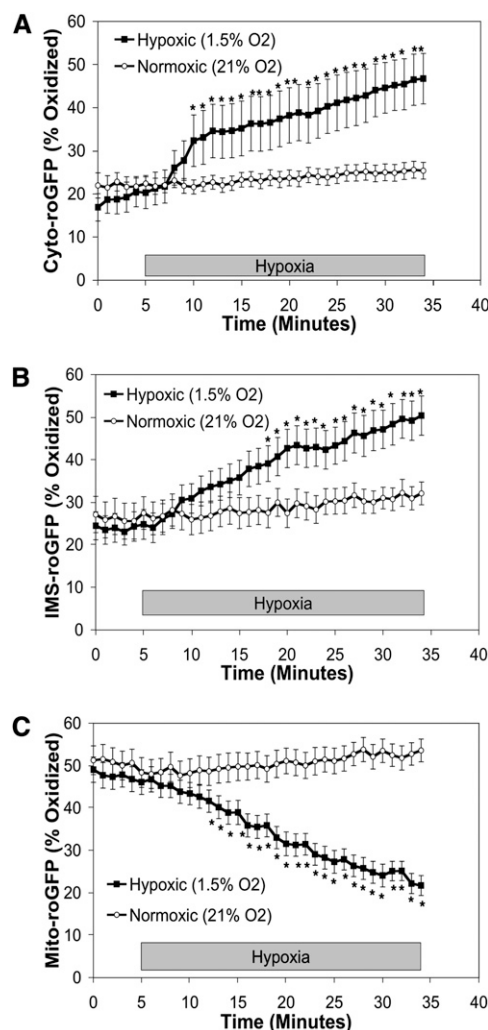 A
60
Hypoxic (1.5% O2)
Normoxic (21% O2)
50
40
30
20
10
0
Cyto-roGFP (% Oxidized)
Hypoxia
0 5 10 15 20 25 30 35 40
Time (Minutes)
B
60
Hypoxic (1.5% O2)
Normoxic (21% O2)
50
40
30
20
10
0
IMS-roGFP (% Oxidized)
Hypoxia
0 5 10 15 20 25 30 35 40
Time (Minutes)
C
60
50
40
30
20
10
0
Mito-roGFP (% Oxidized)
Hypoxic (1.5% O2)
Normoxic (21% O2)
Hypoxia
0 5 10 15 20 25 30 35 40
Time (Minutes)